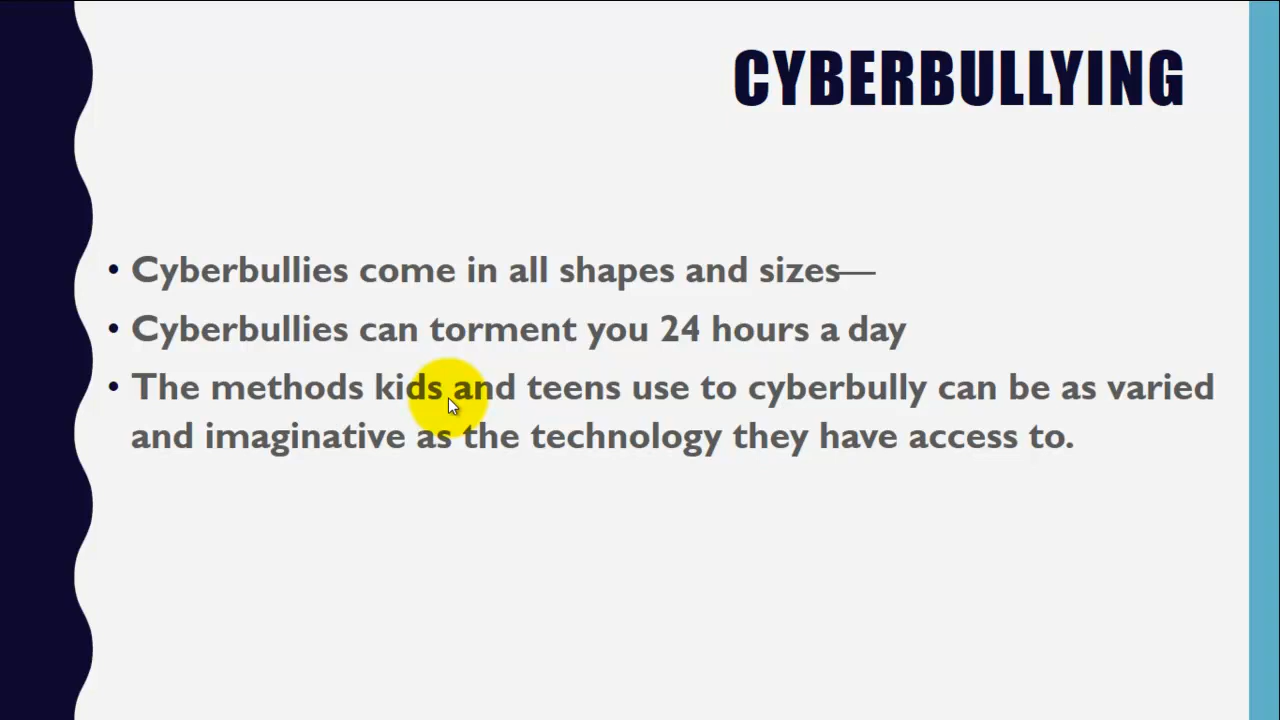 CYBERBULLYING
• Cyberbullies come in all shapes and sizes—
• Cyberbullies can torment you 24 hours a day
• The methods kids and teens use to cyberbully can be as varied
and imaginative as the technology they have access to.